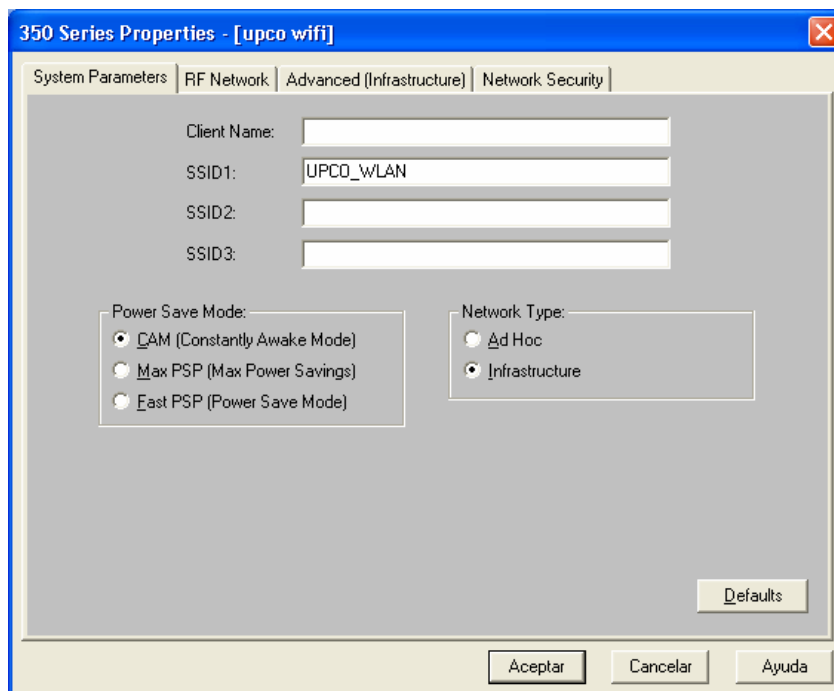 350 Series Properties - [upco wifi]
System Parameters RF Network Advanced (Infrastructure) Network Security
Client Name:
SSID1: UPCO_WLAN
SSID2:
SSID3:
Power Save Mode:
CAM (Constantly Awake Mode)
Max PSP (Max Power Savings)
Fast PSP (Power Save Mode)
Network Type:
Ad Hoc
Infrastructure
Defaults
Aceptar Cancelar Ayuda